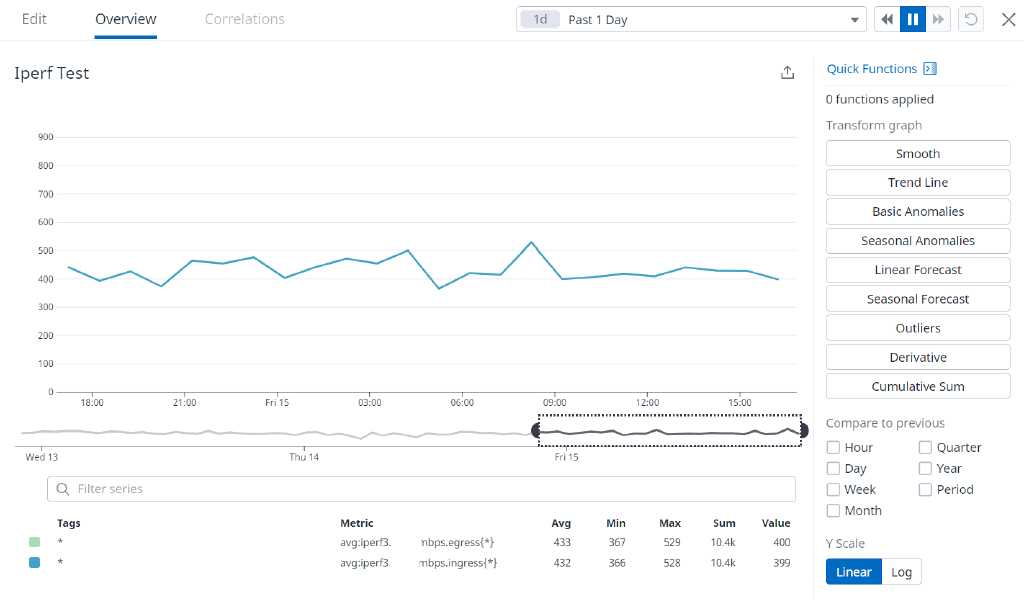 Edit Overview Correlations 1d Past 1 Day
Iperf Test
Quick Functions
0 functions applied
Transform graph
Smooth
Trend Line
Basic Anomalies
Seasonal Anomalies
Linear Forecast
Seasonal Forecast
Outliers
Derivative
Cumulative Sum
900
800
700
600
500
400
300
200
100
0
18:00 21:00 Fri 15 03:00 06:00 09:00 12:00 15:00
Wed 13 Thu 14 Fri 15
Compare to previous
Hour Quarter
Day Year
Week Period
Month
Y Scale
Linear Log
Filter series
Tags Metric Avg Min Max Sum Value
* avg:iperf3. mbps.egress{*} 433 367 529 10.4k 400
* avg:iperf3. mbps.ingress{*} 432 366 528 10.4k 399